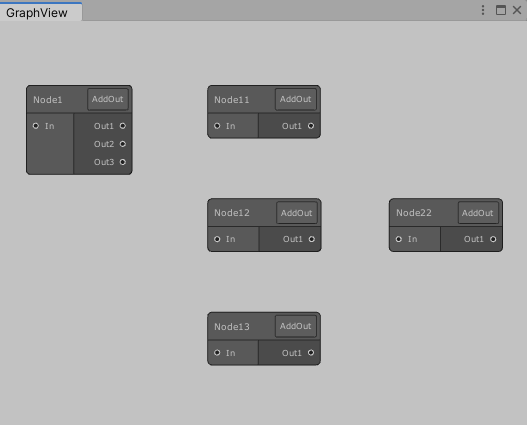 GraphView
Node1 AddOut
In Out1
Out2
Out3
Node11 AddOut
In Out1
Node12 AddOut
In Out1
Node22 AddOut
In Out1
Node13 AddOut
In Out1